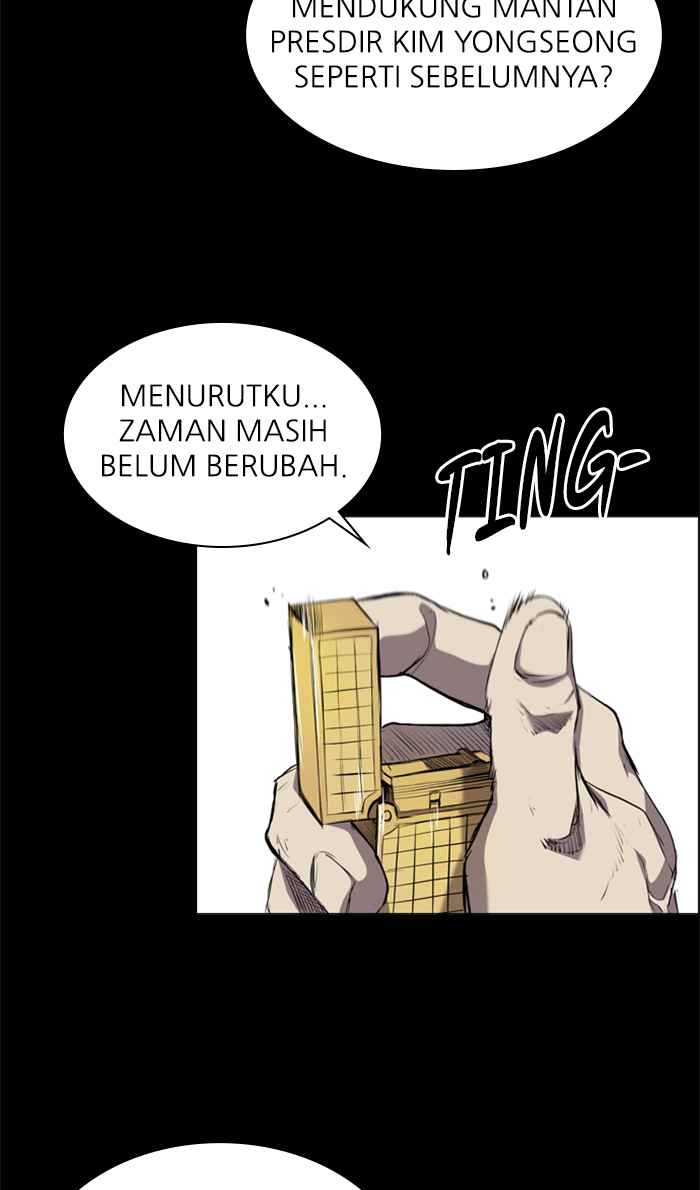 MENDUKUNG MANTAN
PRESDIR KIM YONGSEONG
SEPERTI SEBELUMNYA?
MENURUTKU...
ZAMAN MASIH
BELUM BERUBAH.
TING-